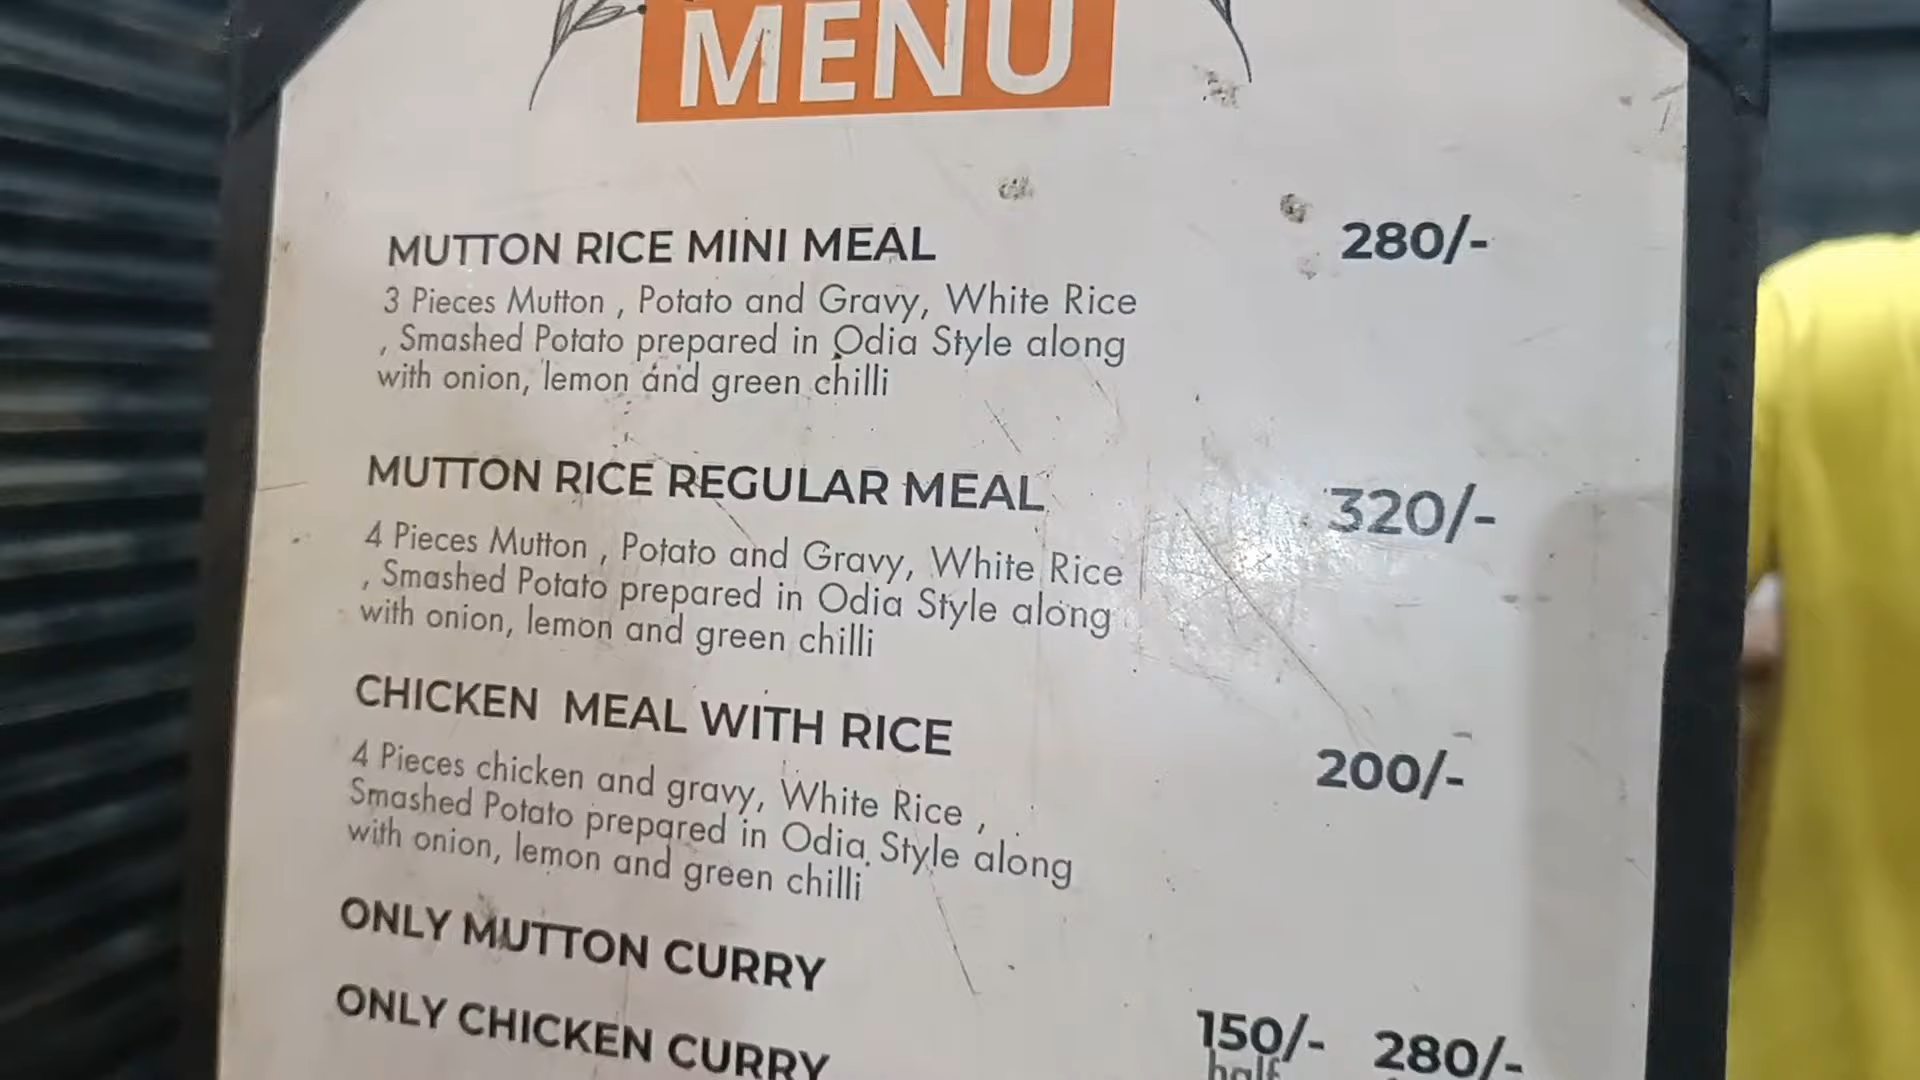 MENU
MUTTON RICE MINI MEAL 280/-
3 Pieces Mutton , Potato and Gravy, White Rice
, Smashed Potato prepared in Odia Style along
with onion, lemon and green chilli
MUTTON RICE REGULAR MEAL 320/-
4 Pieces Mutton , Potato and Gravy, White Rice
, Smashed Potato prepared in Odia Style along
with onion, lemon and green chilli
CHICKEN MEAL WITH RICE 200/-
4 Pieces chicken and gravy, White Rice ,
Smashed Potato prepared in Odia Style along
with onion, lemon and green chilli
ONLY MUTTON CURRY 150/- 280/-
half
ONLY CHICKEN CURRY